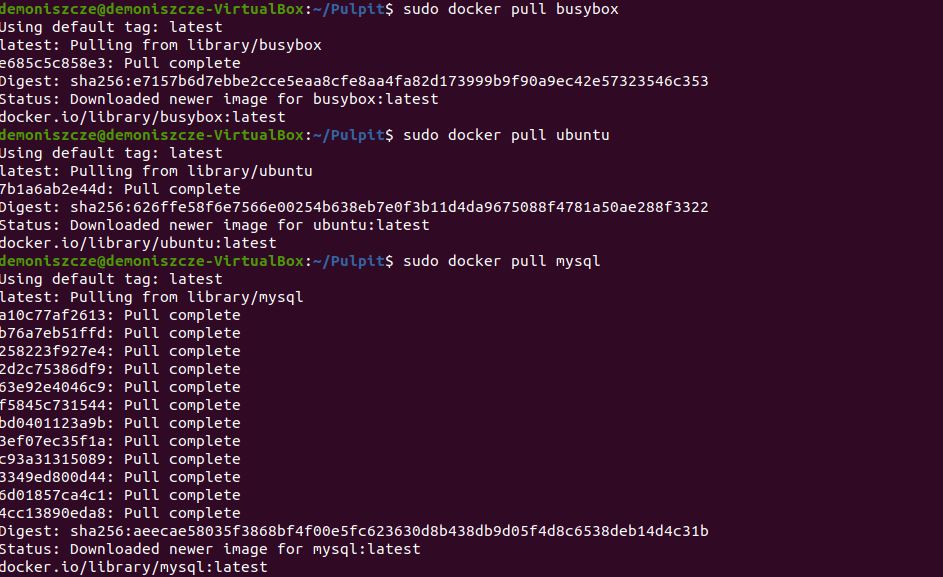 demoniszcze@demoniszcze-VirtualBox:~/Pulpit$ sudo docker pull busybox
Using default tag: latest
latest: Pulling from library/busybox
e685c5c858e3: Pull complete
Digest: sha256:e7157b6d7ebbe2cce5eaa8cfe8aa4fa82d173999b9f90a9ec42e57323546c353
Status: Downloaded newer image for busybox:latest
docker.io/library/busybox:latest
demoniszcze@demoniszcze-VirtualBox:~/Pulpit$ sudo docker pull ubuntu
Using default tag: latest
latest: Pulling from library/ubuntu
7b1a6ab2e44d: Pull complete
Digest: sha256:626ffe58f6e7566e00254b638eb7e0f3b11d4da9675088f4781a50ae288f3322
Status: Downloaded newer image for ubuntu:latest
docker.io/library/ubuntu:latest
demoniszcze@demoniszcze-VirtualBox:~/Pulpit$ sudo docker pull mysql
Using default tag: latest
latest: Pulling from library/mysql
a10c77af2613: Pull complete
b76a7eb51ffd: Pull complete
258223f927e4: Pull complete
2d2c75386df9: Pull complete
63e92e4046c9: Pull complete
f5845c731544: Pull complete
bd0401123a9b: Pull complete
3ef07ec35f1a: Pull complete
c93a31315089: Pull complete
3349ed800d44: Pull complete
6d01857ca4c1: Pull complete
4cc13890eda8: Pull complete
Digest: sha256:aeecae58035f3868bf4f00e5fc623630d8b438db9d05f4d8c6538deb14d4c31b
Status: Downloaded newer image for mysql:latest
docker.io/library/mysql:latest